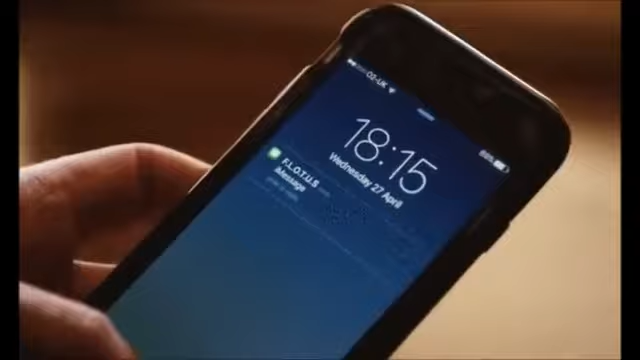 O2-UK
18:15
Wednesday 27 April
F.L.O.T.U.S
iMessage